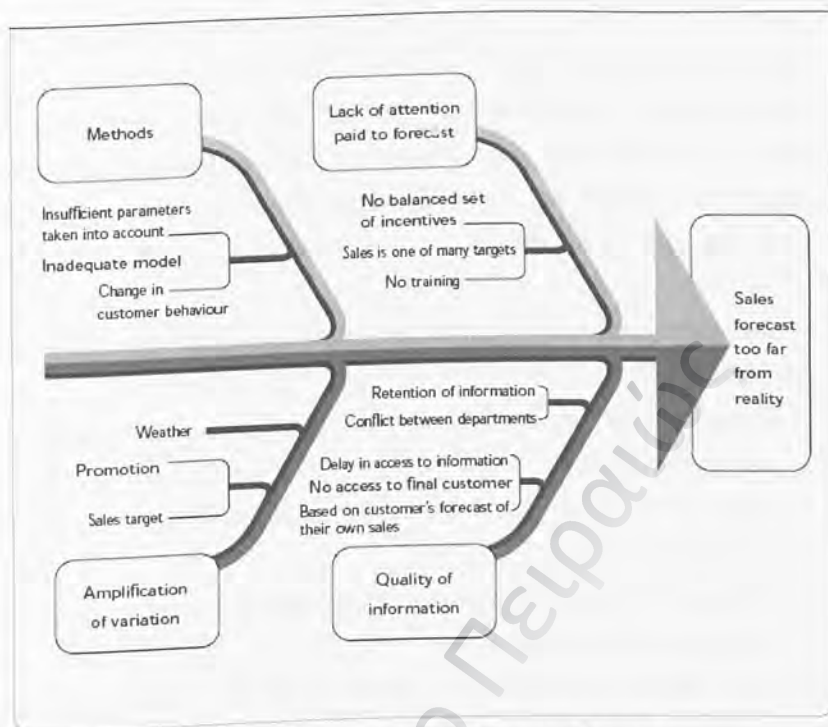 Methods
Lack of attention
paid to forecast
Insufficient parameters
taken into account
Inadequate model
Change in
customer behaviour
No balanced set
of incentives
Sales is one of many targets
No training
Sales
forecast
too far
from
reality
Weather
Promotion
Sales target
Retention of information
Conflict between departments
Delay in access to information
No access to final customer
Based on customer's forecast of
their own sales
Amplification
of variation
Quality of
information
Πειραιώς